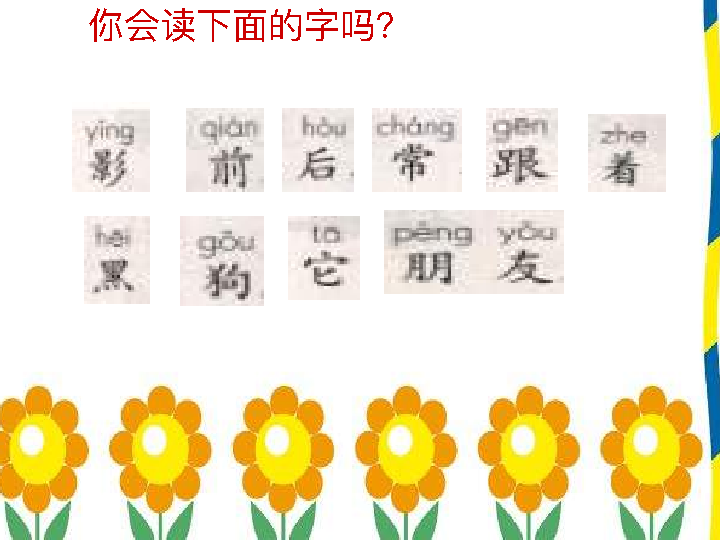 你会读下面的字吗?
yǐng qián hòu cháng gēn zhe
影 前 后 常 跟 着
hēi gǒu tā péng yǒu
黑 狗 它 朋 友